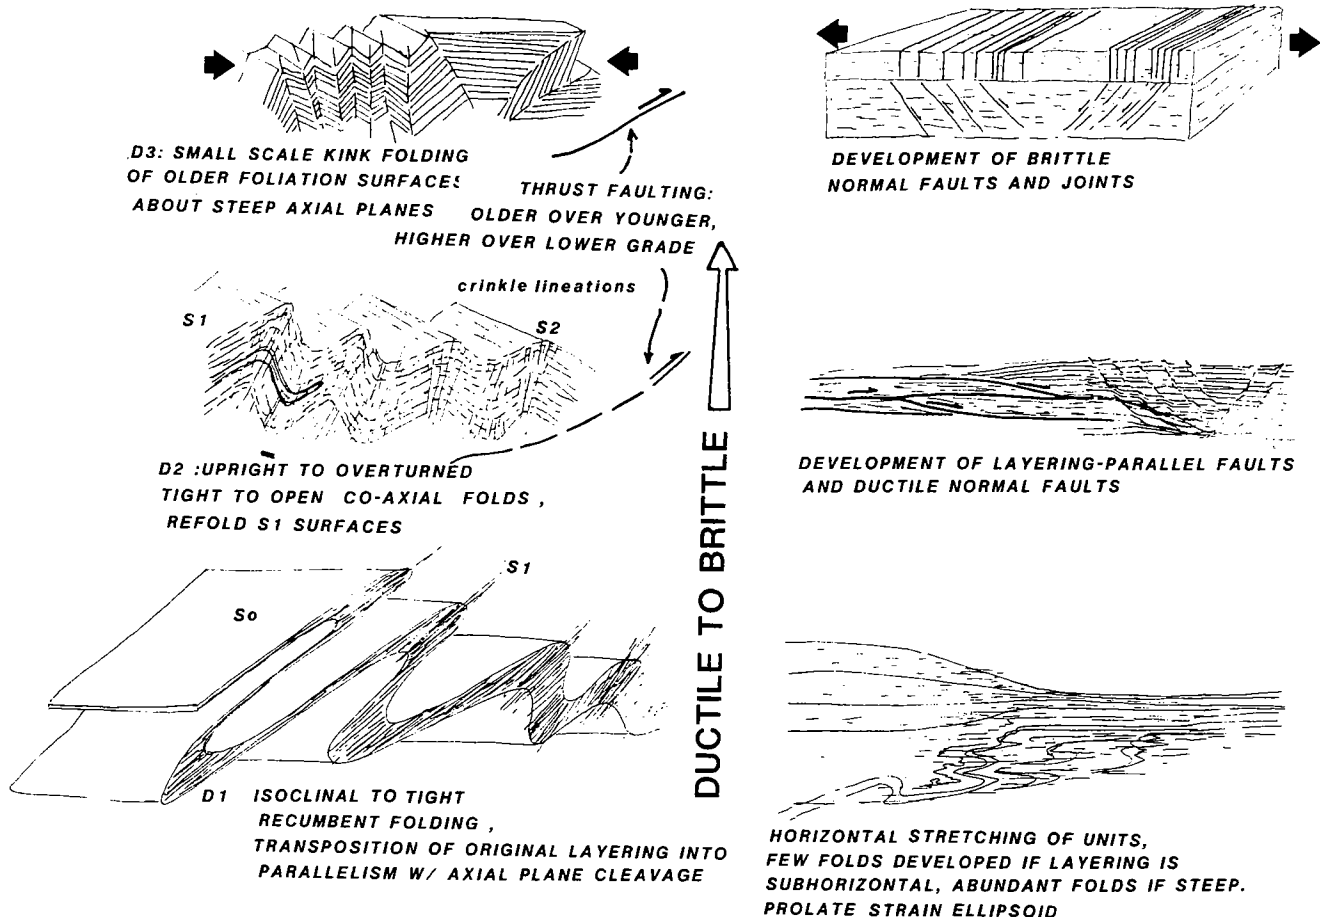 D3: SMALL SCALE KINK FOLDING
OF OLDER FOLIATION SURFACES
ABOUT STEEP AXIAL PLANES
THRUST FAULTING:
OLDER OVER YOUNGER,
HIGHER OVER LOWER GRADE
crinkle lineations
S1
S2
D2 : UPRIGHT TO OVERTURNED
TIGHT TO OPEN CO-AXIAL FOLDS ,
REFOLD S1 SURFACES
So
S1
D1 ISOCLINAL TO TIGHT
RECUMBENT FOLDING ,
TRANSPOSITION OF ORIGINAL LAYERING INTO
PARALLELISM W/ AXIAL PLANE CLEAVAGE
DUCTILE TO BRITTLE
DEVELOPMENT OF BRITTLE
NORMAL FAULTS AND JOINTS
DEVELOPMENT OF LAYERING-PARALLEL FAULTS
AND DUCTILE NORMAL FAULTS
HORIZONTAL STRETCHING OF UNITS,
FEW FOLDS DEVELOPED IF LAYERING IS
SUBHORIZONTAL, ABUNDANT FOLDS IF STEEP.
PROLATE STRAIN ELLIPSOID